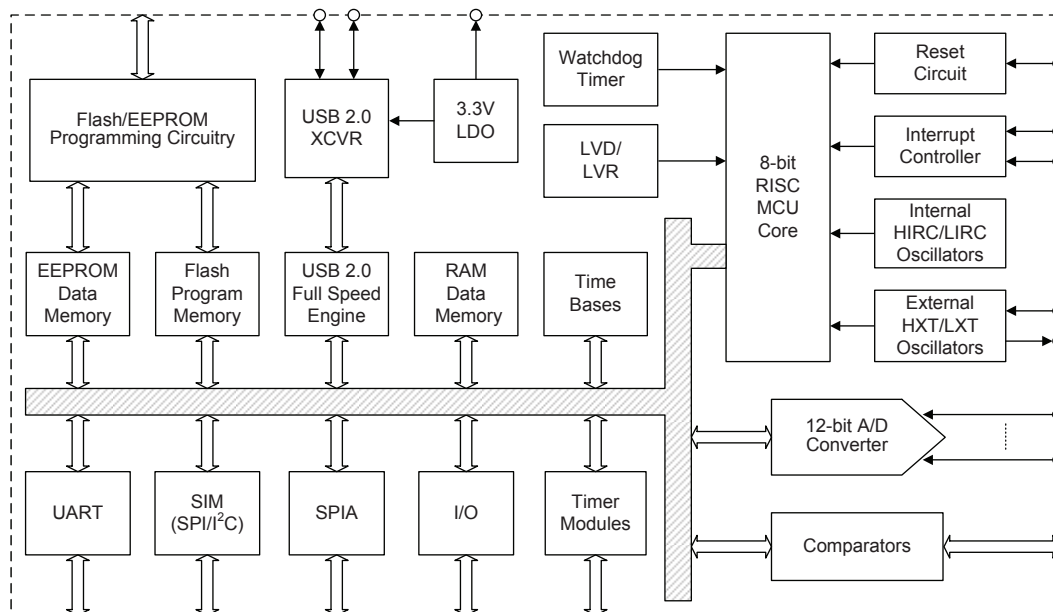 Flash/EEPROM
Programming Circuitry
USB 2.0
XCVR
3.3V
LDO
Watchdog
Timer
LVD/
LVR
8-bit
RISC
MCU
Core
Reset
Circuit
Interrupt
Controller
Internal
HIRC/LIRC
Oscillators
External
HXT/LXT
Oscillators
EEPROM
Data
Memory
Flash
Program
Memory
USB 2.0
Full Speed
Engine
RAM
Data
Memory
Time
Bases
12-bit A/D
Converter
UART
SIM
(SPI/I²C)
SPIA
I/O
Timer
Modules
Comparators